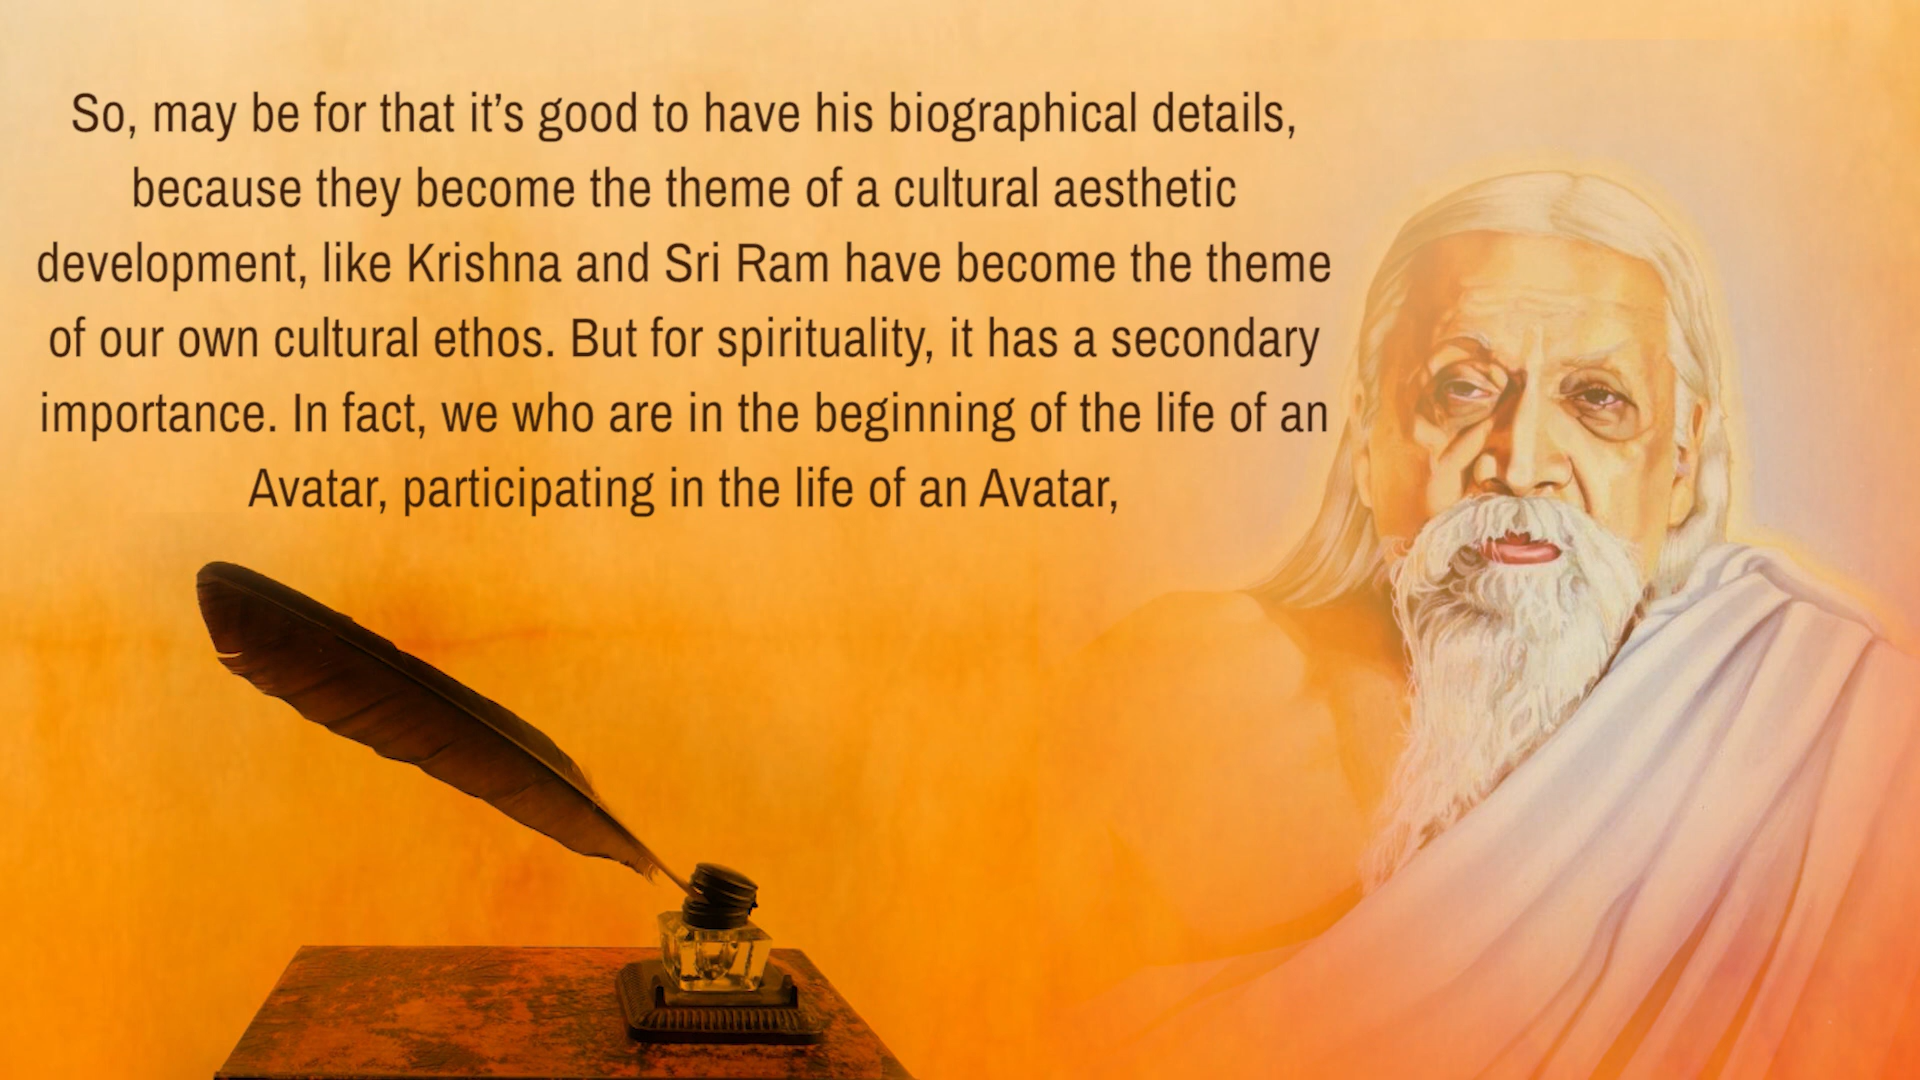 So, may be for that it’s good to have his biographical details,
because they become the theme of a cultural aesthetic
development, like Krishna and Sri Ram have become the theme
of our own cultural ethos. But for spirituality, it has a secondary
importance. In fact, we who are in the beginning of the life of an
Avatar, participating in the life of an Avatar,